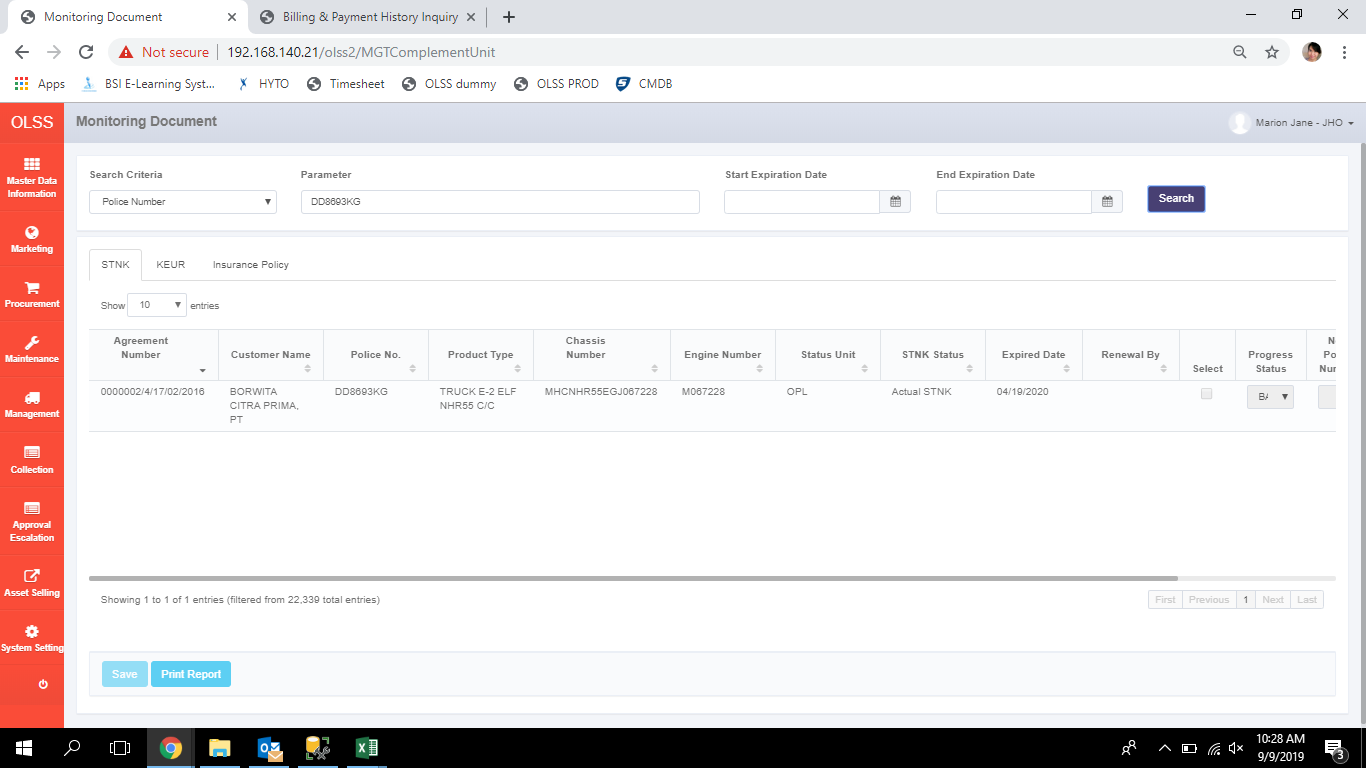 Monitoring Document
Billing & Payment History Inquiry
Not secure
192.168.140.21/olss2/MGTComplementUnit
Apps
BSI E-Learning Syst...
HYTO
Timesheet
OLSS dummy
OLSS PROD
CMDB
OLSS
Monitoring Document
Marion Jane - JHO
Master Data
Information
Marketing
Procurement
Maintenance
Management
Collection
Approval
Escalation
Asset Selling
System Setting
Search Criteria
Parameter
Start Expiration Date
End Expiration Date
Police Number
DD8693KG
Search
STNK
KEUR
Insurance Policy
Show 10 entries
Agreement
Number
Customer Name
Police No.
Product Type
Chassis
Number
Engine Number
Status Unit
STNK Status
Expired Date
Renewal By
Select
Progress
Status
0000002/4/17/02/2016
BORWITA
CITRA PRIMA,
PT
DD8693KG
TRUCK E-2 ELF
NHR55 C/C
MHCNHR55EGJ067228
M067228
OPL
Actual STNK
04/19/2020
Showing 1 to 1 of 1 entries (filtered from 22,339 total entries)
First
Previous
1
Next
Last
Save
Print Report
10:28 AM
9/9/2019
3